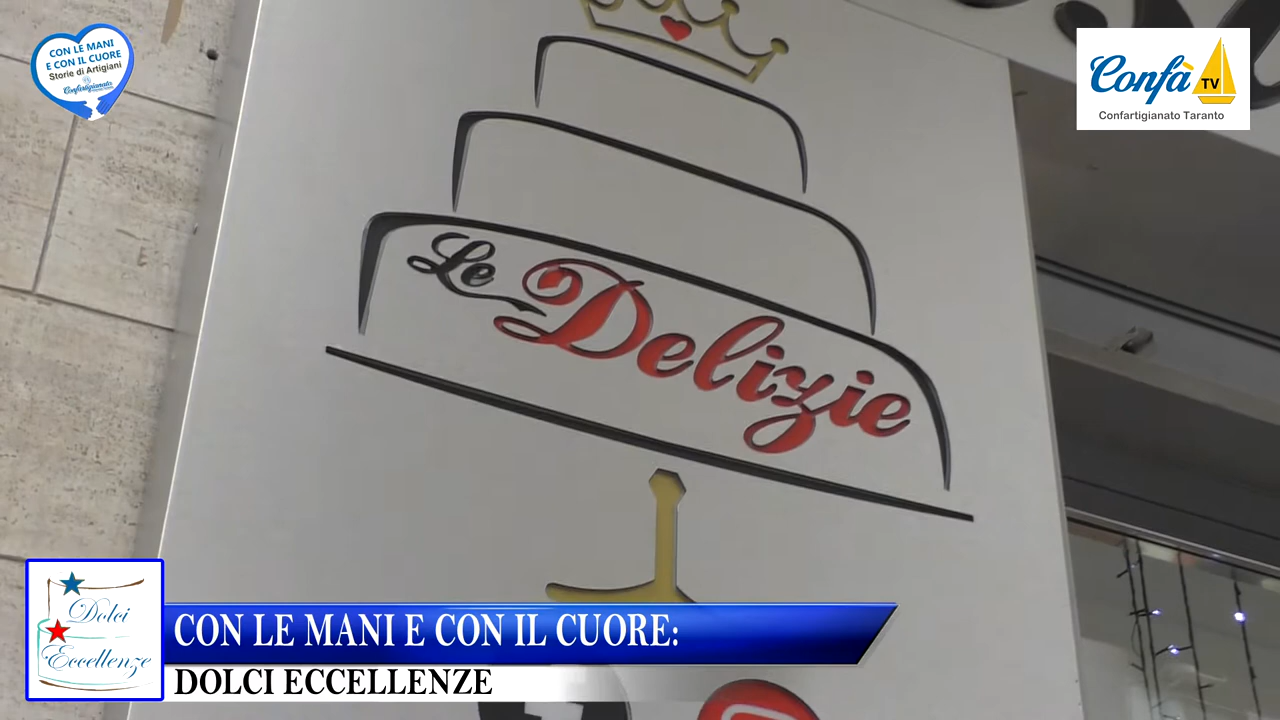 CON LE MANI
E CON IL CUORE
Storie di Artigiani
Confartigianato
Confà TV
Confartigianato Taranto
Le Delizie
Dolci
Eccellenze
CON LE MANI E CON IL CUORE:
DOLCI ECCELLENZE